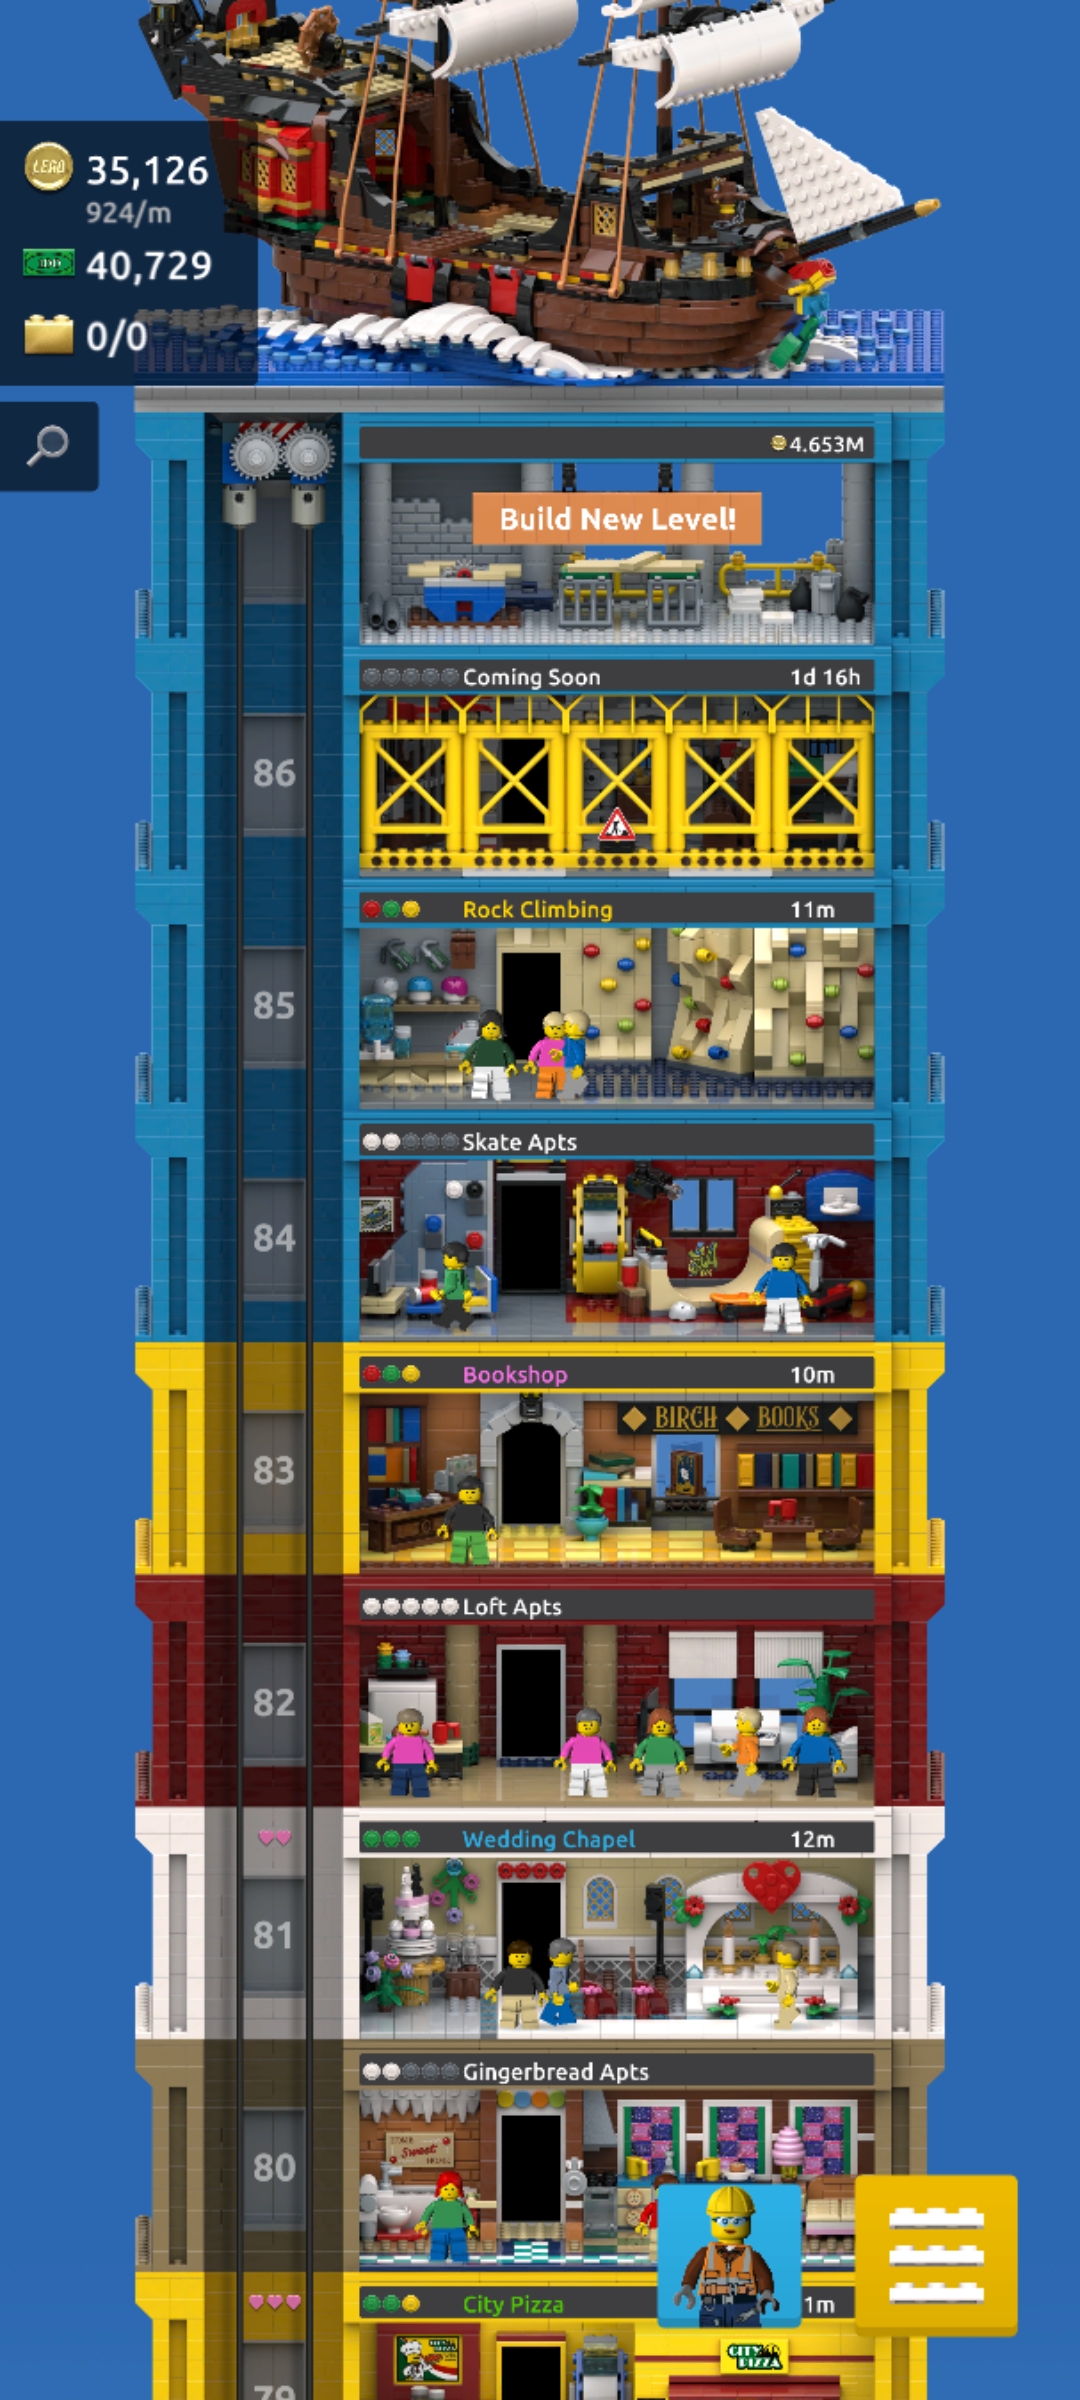 LEGO
35,126
924/m
40,729
0/0
4.653M
Build New Level!
Coming Soon 1d 16h
86
Rock Climbing 11m
85
Skate Apts
84
Bookshop 10m
BIRCH BOOKS
83
Loft Apts
82
Wedding Chapel 12m
81
Gingerbread Apts
Sweet
80
City Pizza 1m
CITY PIZZA
79